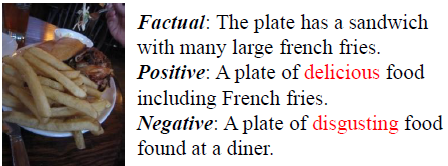 Factual: The plate has a sandwich
with many large french fries.
Positive: A plate of delicious food
including French fries.
Negative: A plate of disgusting food
found at a diner.